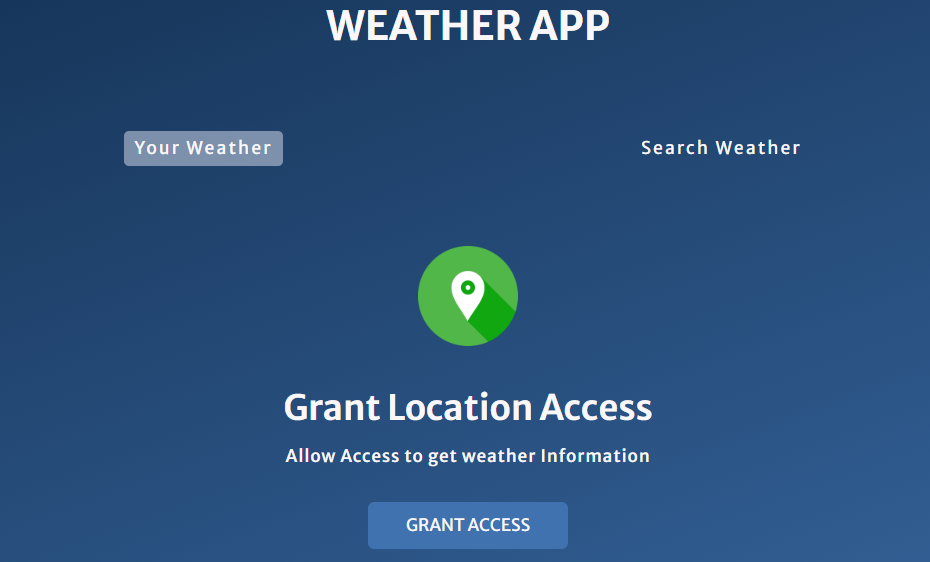 WEATHER APP
Your Weather
Search Weather
Grant Location Access
Allow Access to get weather Information
GRANT ACCESS